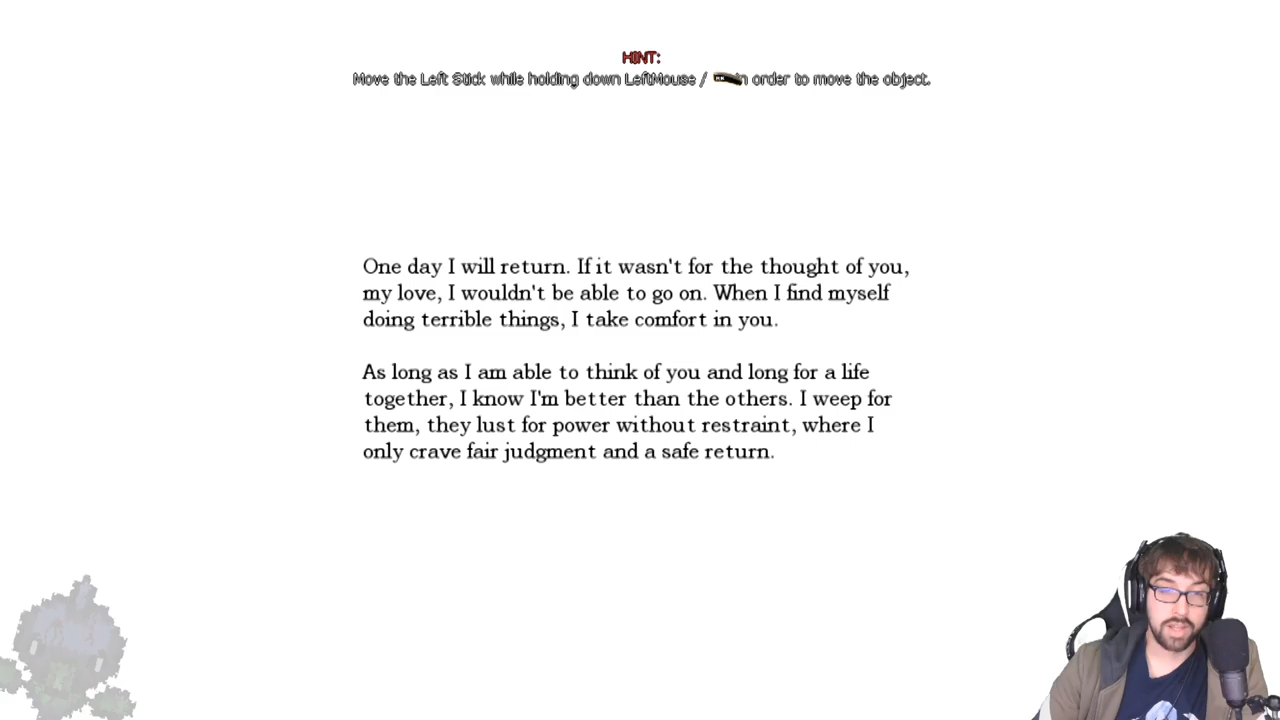 HINT:
Move the Left Stick while holding down LeftMouse / in order to move the object.
One day I will return. If it wasn't for the thought of you,
my love, I wouldn't be able to go on. When I find myself
doing terrible things, I take comfort in you.
As long as I am able to think of you and long for a life
together, I know I'm better than the others. I weep for
them, they lust for power without restraint, where I
only crave fair judgment and a safe return.